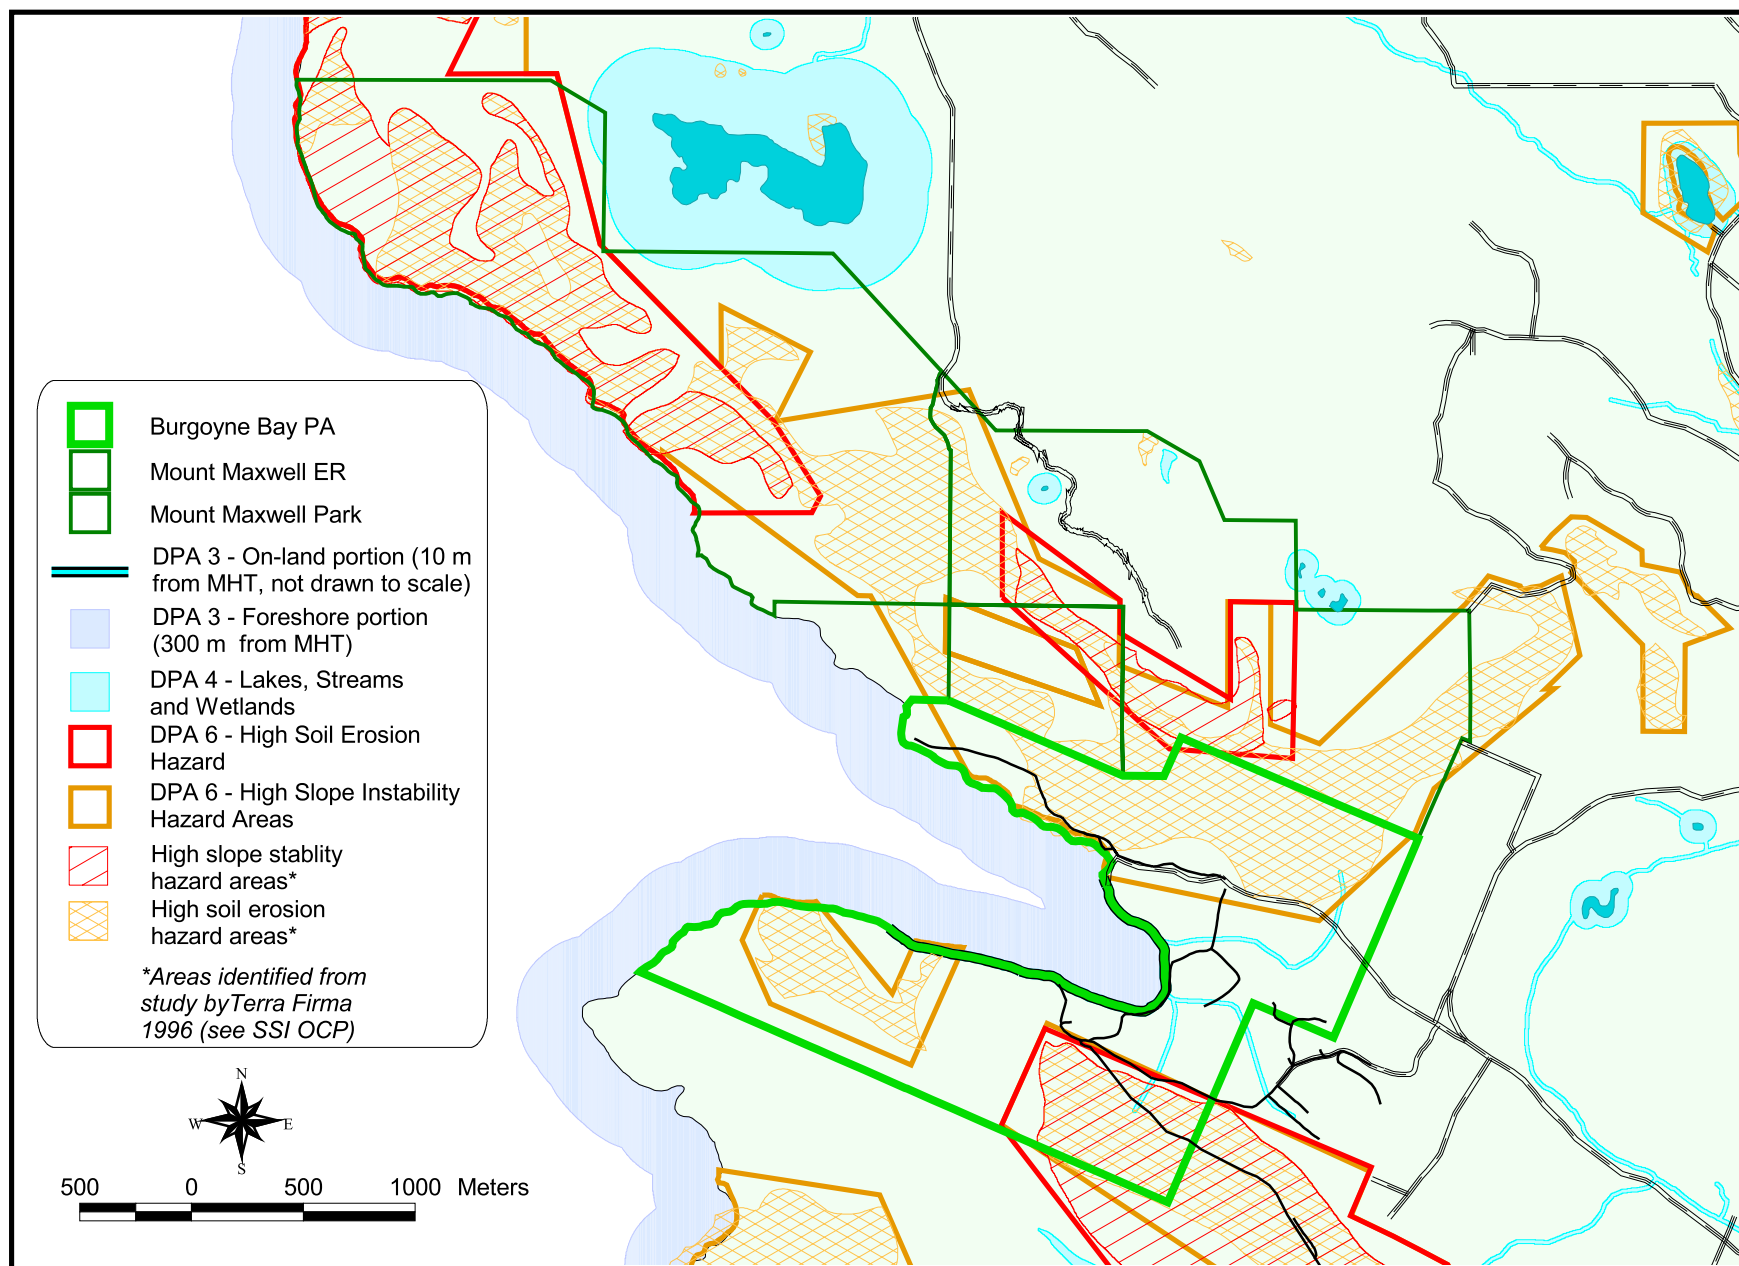 Burgoyne Bay PA
Mount Maxwell ER
Mount Maxwell Park
DPA 3 - On-land portion (10 m
from MHT, not drawn to scale)
DPA 3 - Foreshore portion
(300 m from MHT)
DPA 4 - Lakes, Streams
and Wetlands
DPA 6 - High Soil Erosion
Hazard
DPA 6 - High Slope Instability
Hazard Areas
High slope stablity
hazard areas*
High soil erosion
hazard areas*
*Areas identified from
study byTerra Firma
1996 (see SSI OCP)
N
W E
S
500 0 500 1000 Meters